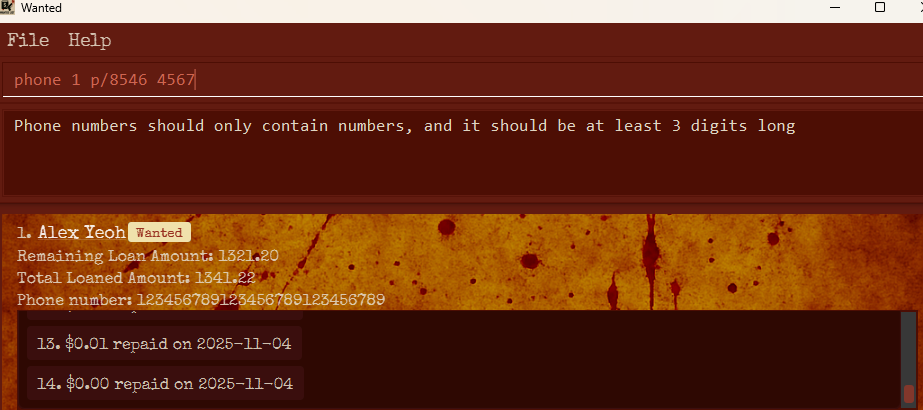 Wanted
File Help
phone 1 p/8546 4567
Phone numbers should only contain numbers, and it should be at least 3 digits long
1. Alex Yeoh Wanted
Remaining Loan Amount: 1321.20
Total Loaned Amount: 1341.22
Phone number: 123456789123456789123456789
13. $0.01 repaid on 2025-11-04
14. $0.00 repaid on 2025-11-04